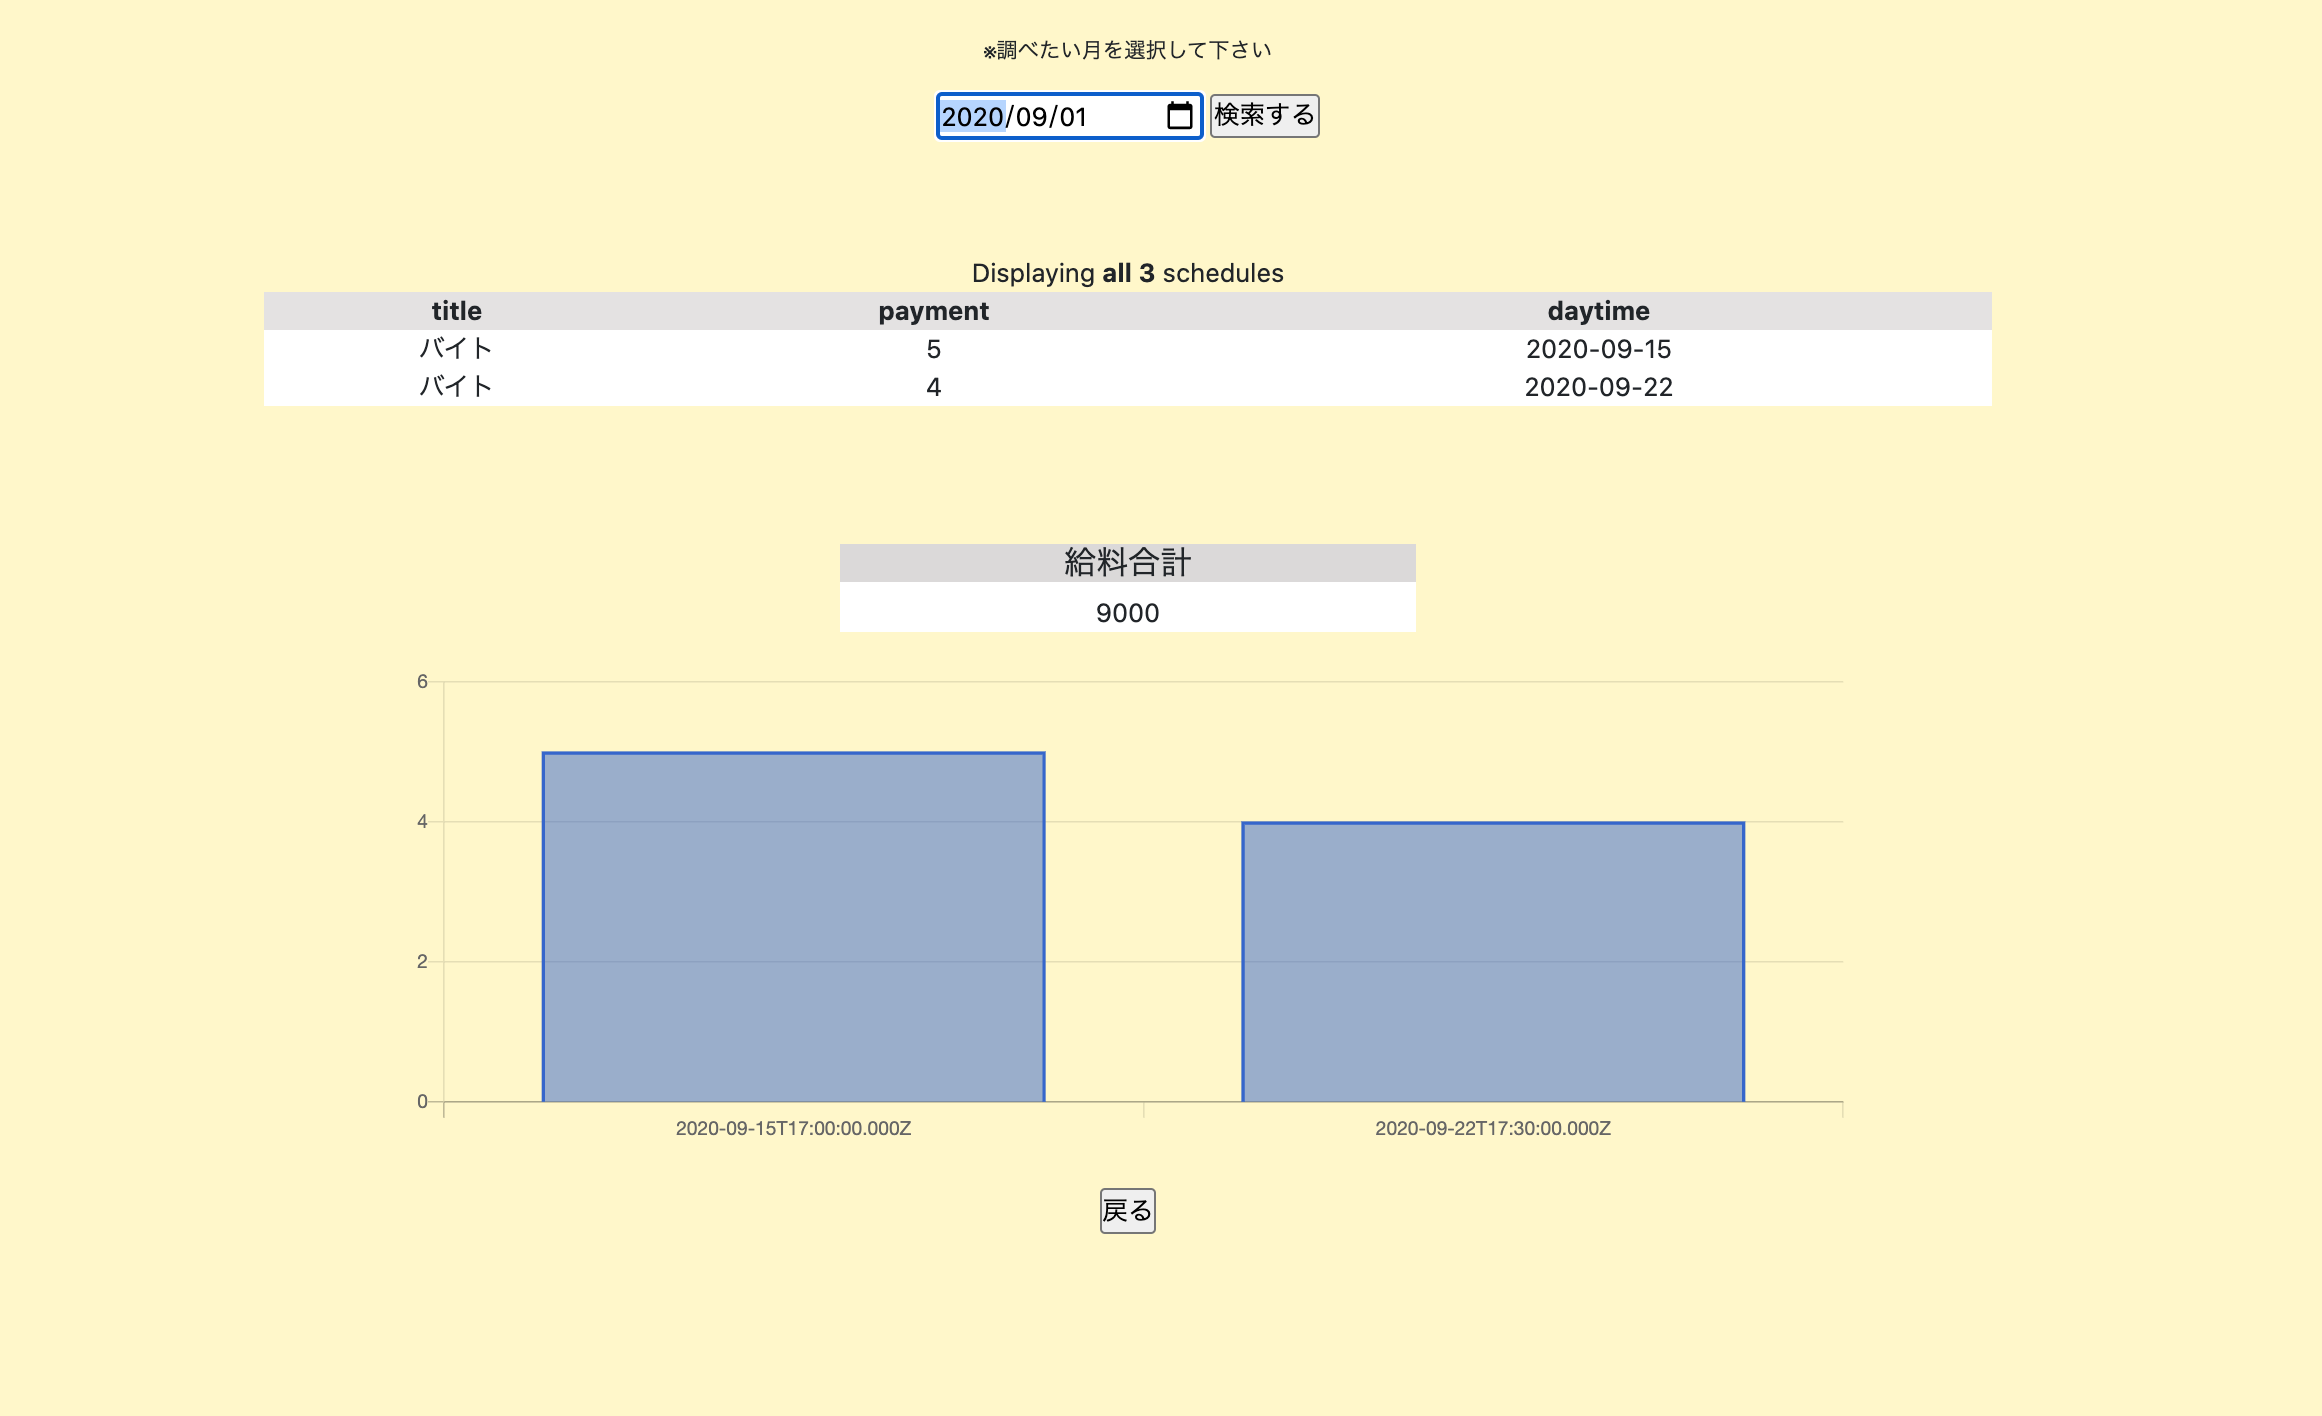 ※調べたい月を選択して下さい
2020/09/01 検索する
Displaying all 3 schedules
title payment daytime
バイト 5 2020-09-15
バイト 4 2020-09-22
給料合計
9000
6
4
2
0
2020-09-15T17:00:00.000Z 2020-09-22T17:30:00.000Z
戻る